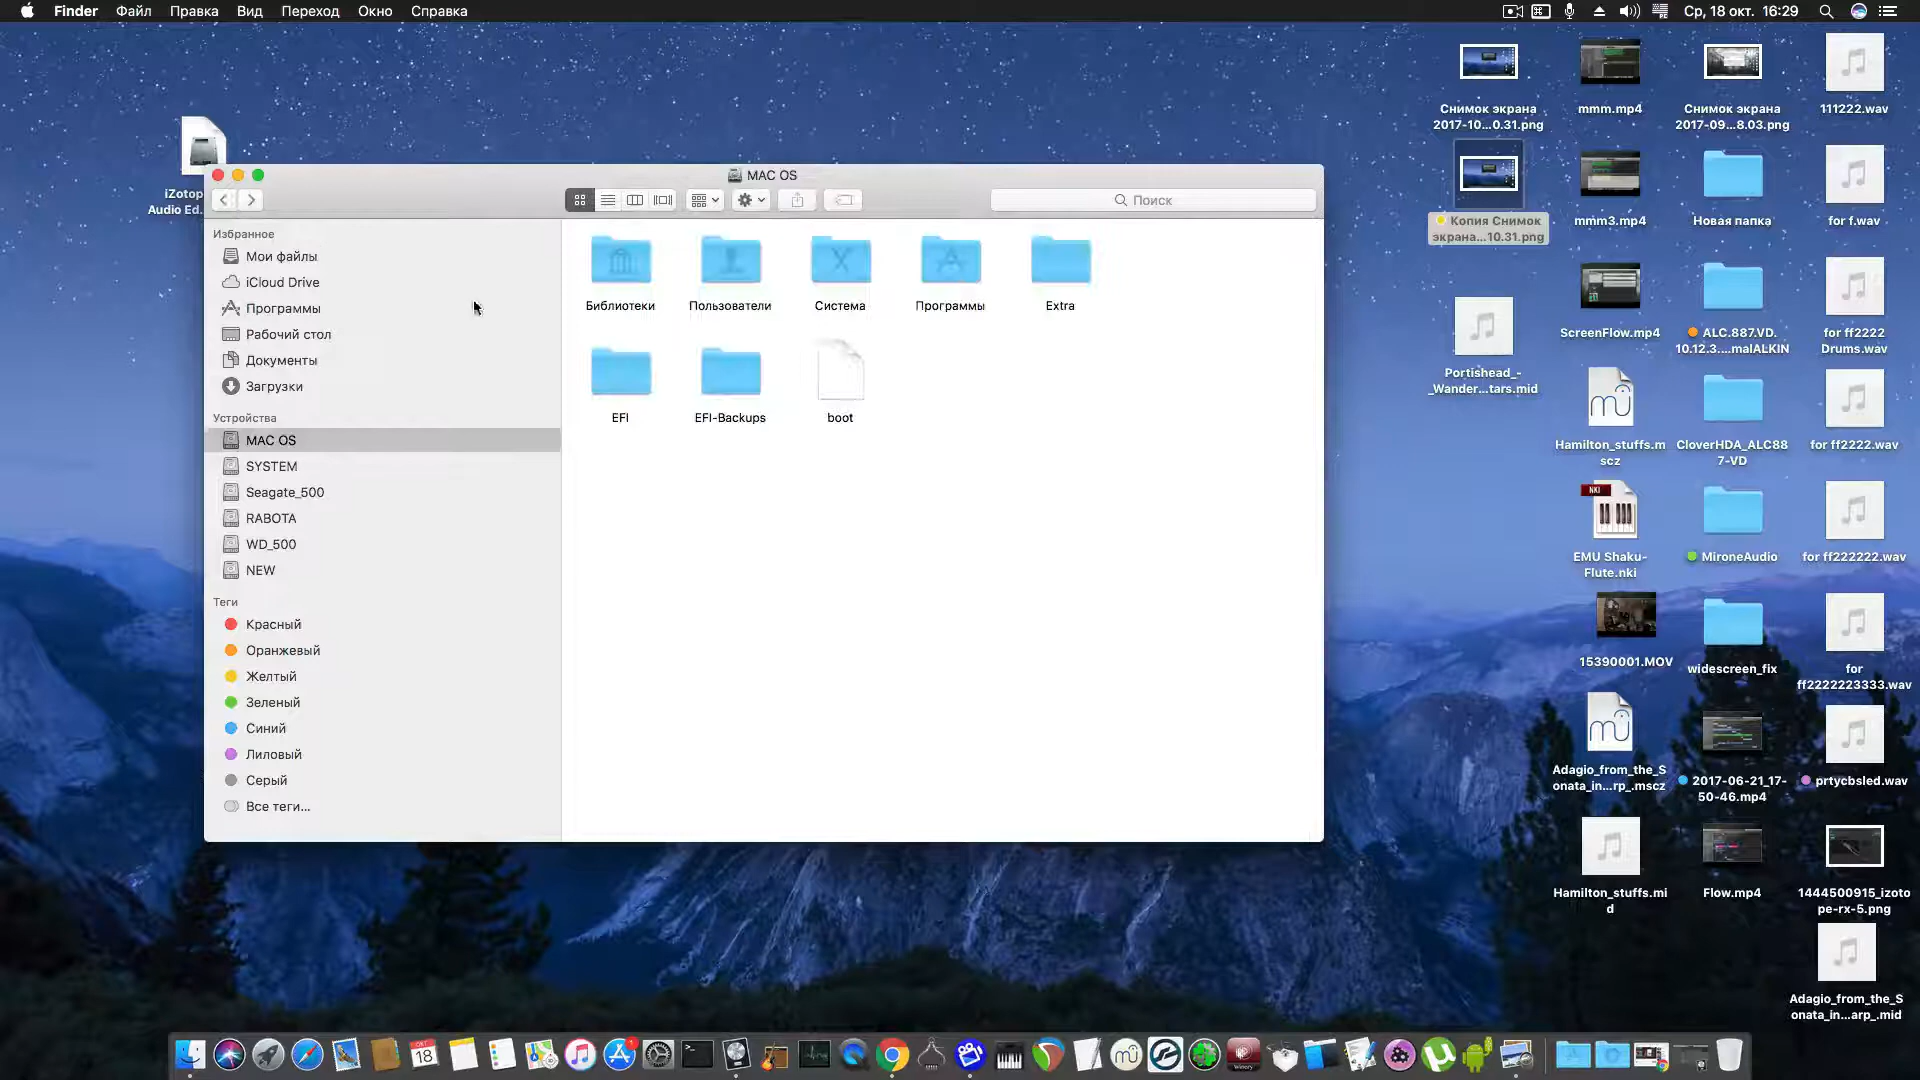 Finder Файл Правка Вид Переход Окно Справка
Ср, 18 окт. 16:29
iZotop
Audio Ed.
MAC OS
Поиск
Избранное
Мои файлы
iCloud Drive
Программы
Рабочий стол
Документы
Загрузки
Устройства
MAC OS
SYSTEM
Seagate_500
RABOTA
WD_500
NEW
Теги
Красный
Оранжевый
Желтый
Зеленый
Синий
Лиловый
Серый
Все теги...
Библиотеки
Пользователи
Система
Программы
Extra
EFI
EFI-Backups
boot
Снимок экрана
2017-10...0.31.png
mmm.mp4
Снимок экрана
2017-09...8.03.png
111222.wav
Копия Снимок
экрана...10.31.png
mmm3.mp4
Новая папка
for f.wav
Portishead_-
_Wander...tars.mid
ScreenFlow.mp4
ALC.887.VD.
10.12.3....malALKIN
for ff2222
Drums.wav
Hamilton_stuffs.m
scz
CloverHDA_ALC88
7-VD
for ff2222.wav
NKI
EMU Shaku-
Flute.nki
MironeAudio
for ff222222.wav
15390001.MOV
widescreen_fix
for
ff2222223333.wav
Adagio_from_the_S
onata_in...arp_.mscz
2017-06-21_17-
50-46.mp4
prtycbsled.wav
Hamilton_stuffs.mi
d
Flow.mp4
1444500915_izoto
pe-rx-5.png
Adagio_from_the_S
onata_in...arp_.mid
ОКТ
18